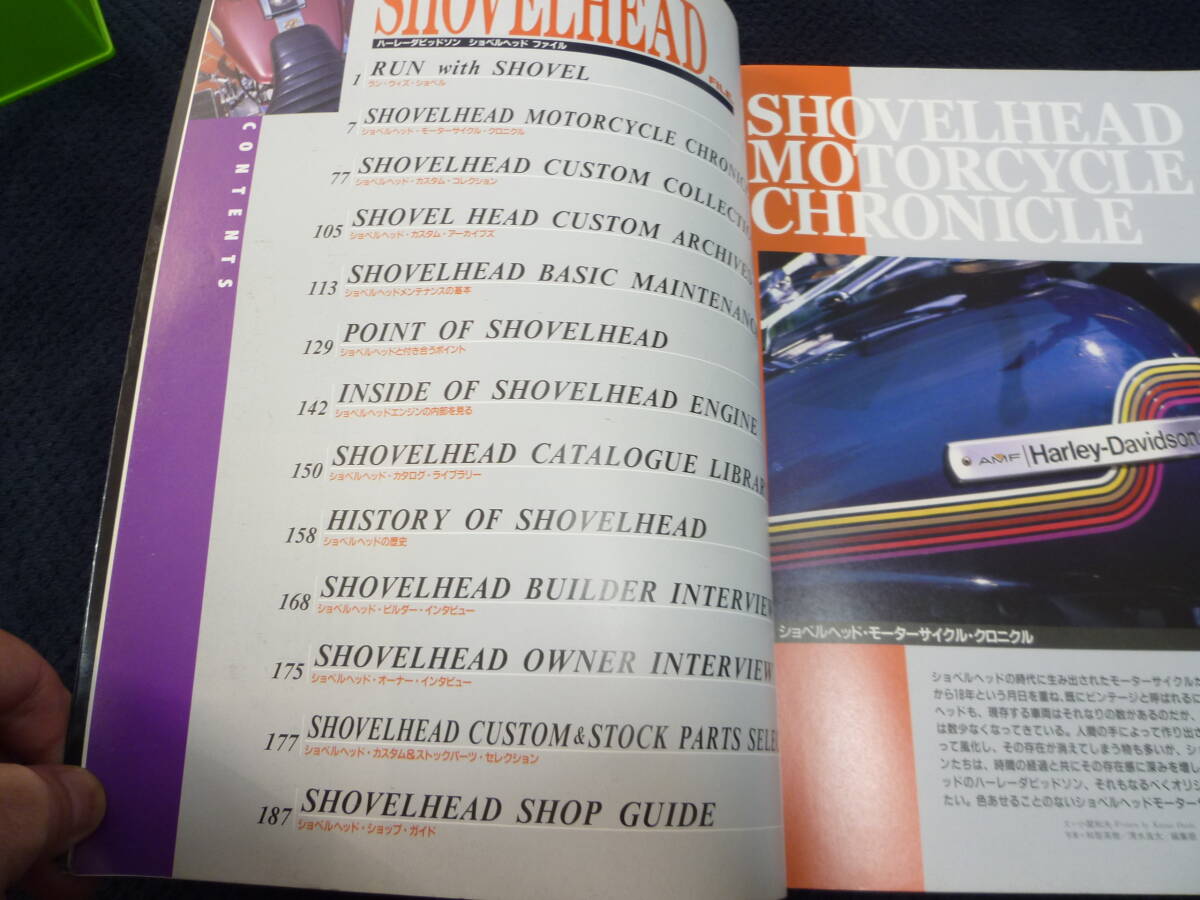 SHOVELHEAD
FILE
ハーレーダビッドソン ショベルヘッド ファイル
CONTENTS
1 RUN with SHOVEL
ラン・ウィズ・ショベル
7 SHOVELHEAD MOTORCYCLE CHRONIC
ショベルヘッド・モーターサイクル・クロニクル
77 SHOVELHEAD CUSTOM COLLECTI
ショベルヘッド・カスタム・コレクション
105 SHOVEL HEAD CUSTOM ARCHIVES
ショベルヘッド・カスタム・アーカイブズ
113 SHOVELHEAD BASIC MAINTENANC
ショベルヘッドメンテナンスの基本
129 POINT OF SHOVELHEAD
ショベルヘッドと付き合うポイント
142 INSIDE OF SHOVELHEAD ENGINE
ショベルヘッドエンジンの内部を見る
150 SHOVELHEAD CATALOGUE LIBRAR
ショベルヘッド・カタログ・ライブラリー
158 HISTORY OF SHOVELHEAD
ショベルヘッドの歴史
168 SHOVELHEAD BUILDER INTERVIEW
ショベルヘッド・ビルダー・インタビュー
175 SHOVELHEAD OWNER INTERVIEW
ショベルヘッド・オーナー・インタビュー
177 SHOVELHEAD CUSTOM&STOCK PARTS SELE
ショベルヘッド・カスタム&ストックパーツ・セレクション
187 SHOVELHEAD SHOP GUIDE
ショベルヘッド・ショップ・ガイド
SHOVELHEAD
MOTORCYCLE
CHRONICLE
AMF Harley-Davidson
ショベルヘッド・モーターサイクル・クロニクル
ショベルヘッドの時代に生み出されたモーターサイクルが
から18年という月日を重ね、既にビンテージと呼ばれるに
ヘッドも、現存する車両はそれなりの数があるのだが、
は数少なくなってきている。人間の手によって作り出さ
って風化し、その存在が消えてしまう物も多いが、シ
ンたちは、時間の経過と共にその存在感に深みを増し
ッドのハーレーダビッドソン、それもなるべくオリジ
たい。色あせることのないショベルヘッドモーター